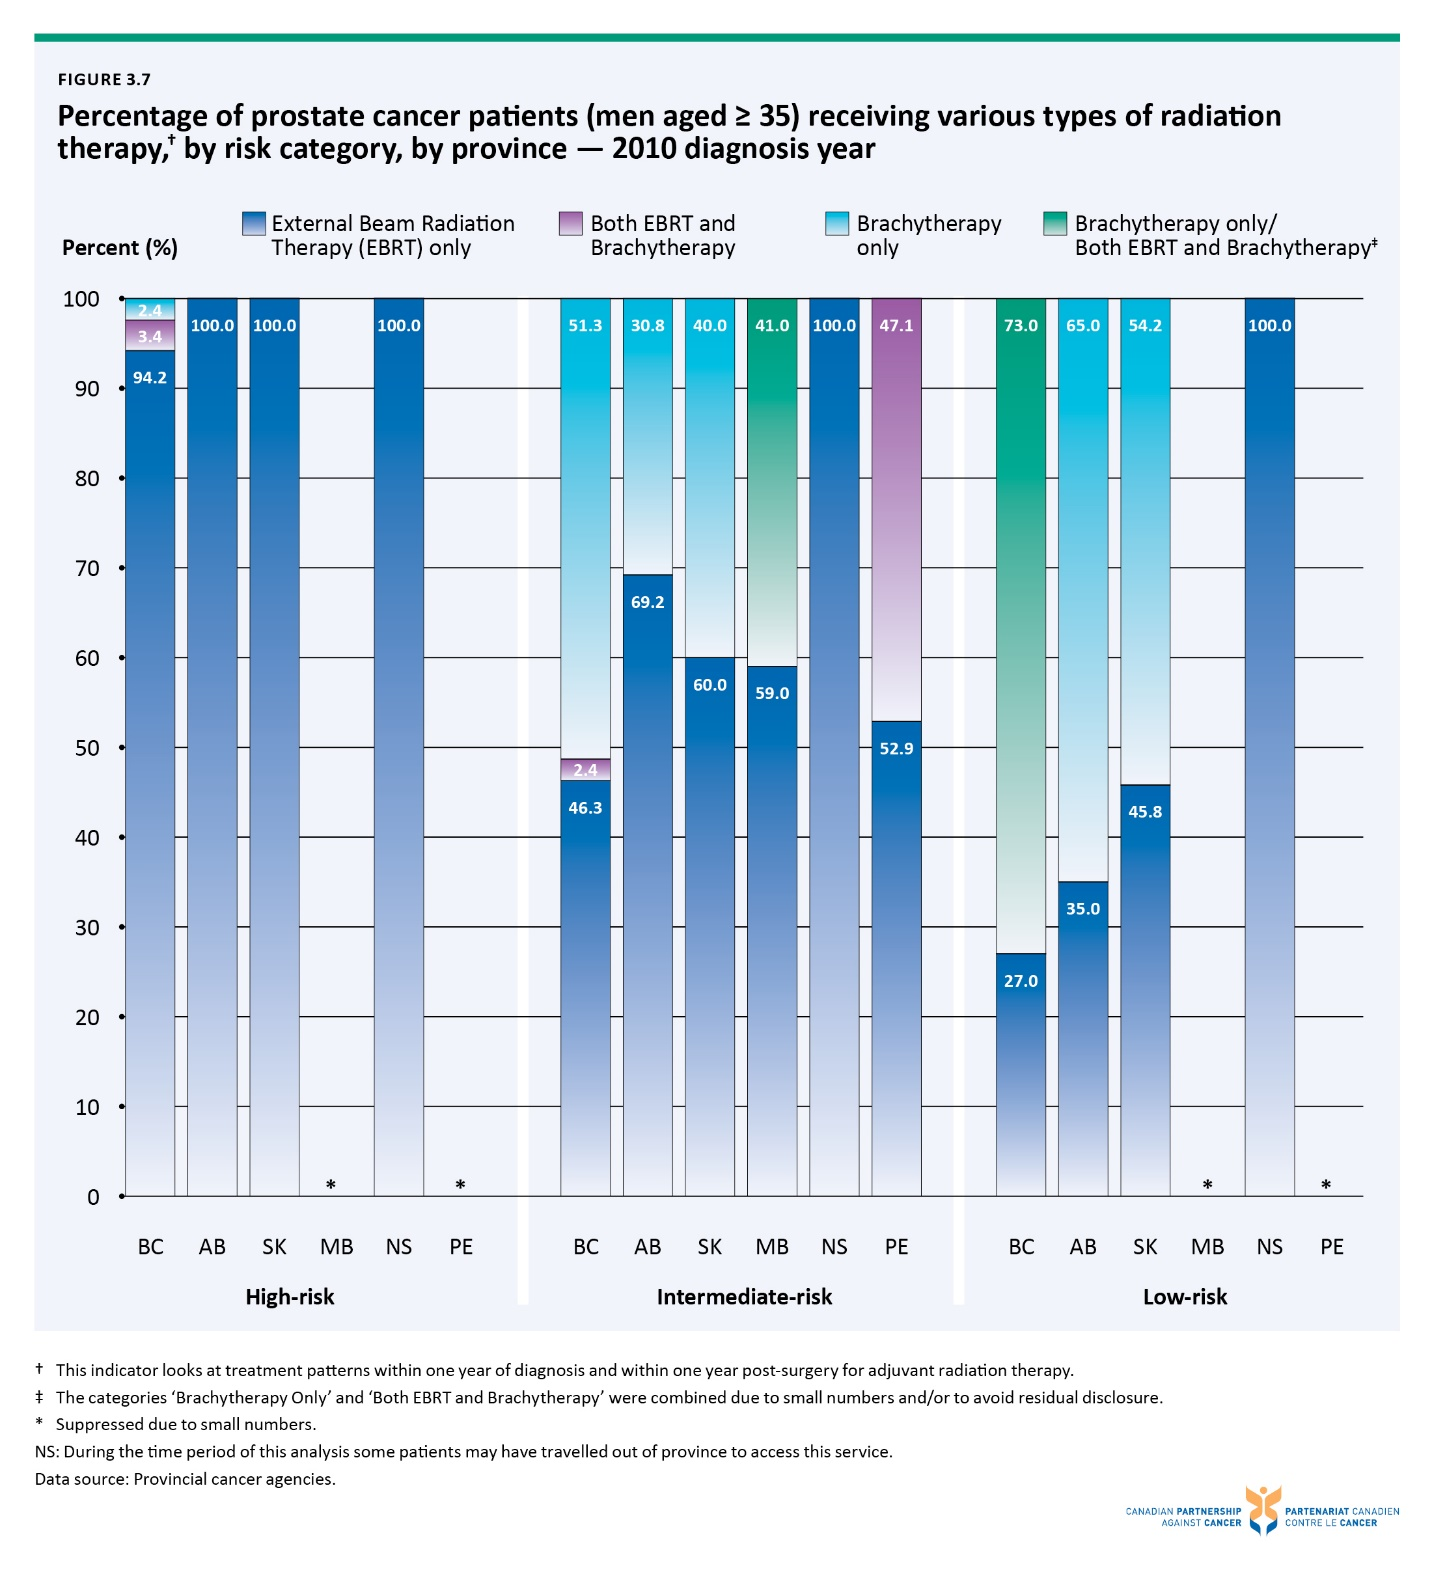 FIGURE 3.7
Percentage of prostate cancer patients (men aged ≥ 35) receiving various types of radiation
therapy,† by risk category, by province — 2010 diagnosis year
Percent (%)
External Beam Radiation
Therapy (EBRT) only
Both EBRT and
Brachytherapy
Brachytherapy
only
Brachytherapy only/
Both EBRT and Brachytherapy‡
100
90
80
70
60
50
40
30
20
10
0
2.4
3.4
94.2
100.0
100.0
*
100.0
*
51.3
2.4
46.3
30.8
69.2
40.0
60.0
41.0
59.0
100.0
47.1
52.9
73.0
27.0
65.0
35.0
54.2
45.8
*
100.0
*
BC AB SK MB NS PE
BC AB SK MB NS PE
BC AB SK MB NS PE
High-risk
Intermediate-risk
Low-risk
† This indicator looks at treatment patterns within one year of diagnosis and within one year post-surgery for adjuvant radiation therapy.
‡ The categories ‘Brachytherapy Only’ and ‘Both EBRT and Brachytherapy’ were combined due to small numbers and/or to avoid residual disclosure.
* Suppressed due to small numbers.
NS: During the time period of this analysis some patients may have travelled out of province to access this service.
Data source: Provincial cancer agencies.
CANADIAN PARTNERSHIP
AGAINST CANCER
PARTENARIAT CANADIEN
CONTRE LE CANCER